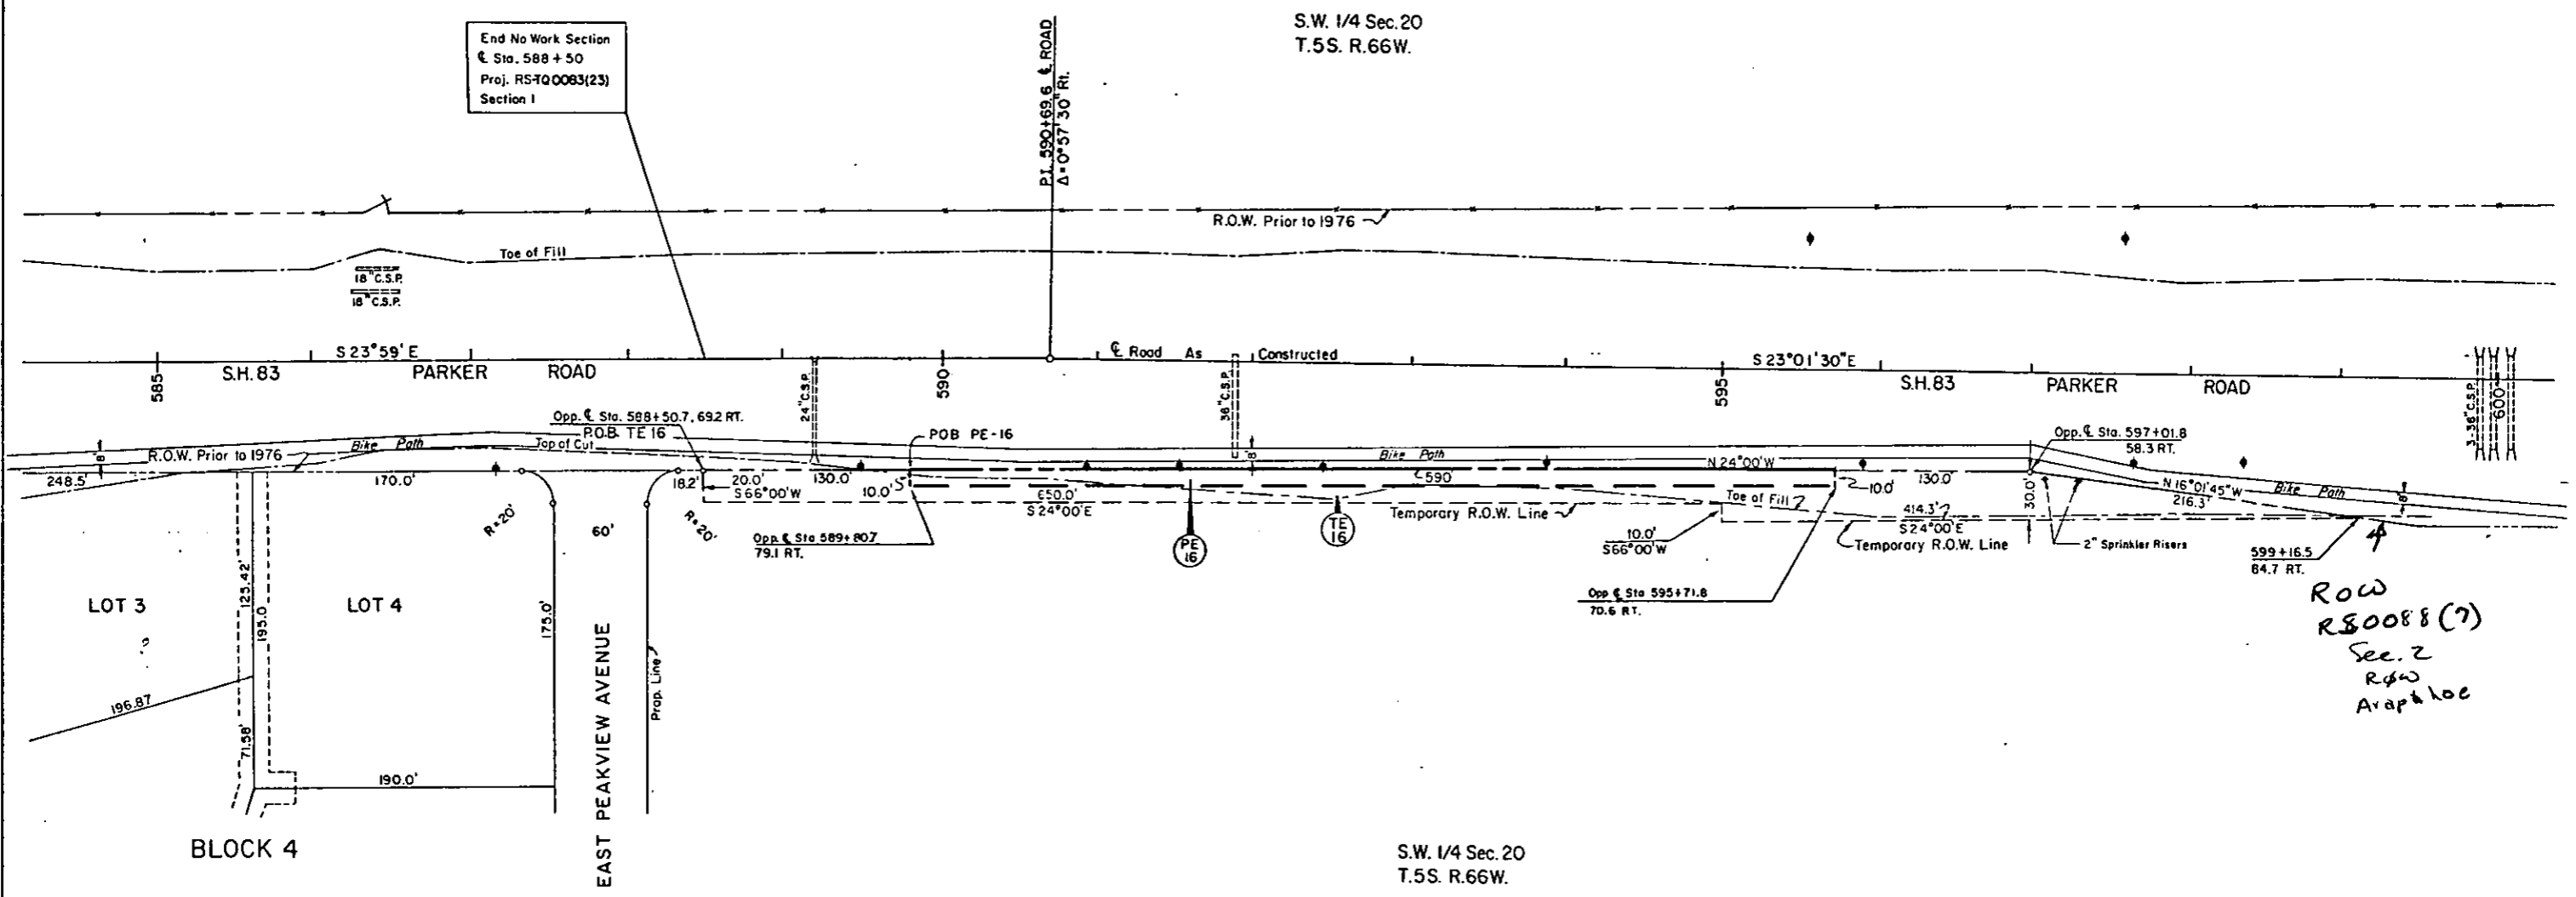 S.W. 1/4 Sec. 20
T.5S. R.66W.
End No Work Section
℄ Sta. 588 + 50
Proj. RS-TQ0083(23)
Section 1
P.I. 590+69.6 ℄ ROAD
Δ=0°57'30" Rt.
R.O.W. Prior to 1976
Toe of Fill
18" C.S.P.
18" C.S.P.
S 23°59' E
℄ Road As Constructed
S 23°01'30" E
585
S.H. 83 PARKER ROAD
590
595
S.H. 83 PARKER ROAD
600
24" C.S.P.
36" C.S.P.
3-36" C.S.P.
Opp. ℄ Sta. 588+50.7, 69.2 RT.
P.O.B. TE 16
POB PE-16
Opp. ℄ Sta. 597+01.8
58.3 RT.
8'
R.O.W. Prior to 1976
Bike Path
Top of Cut
8'
Bike Path
N 24°00' W
248.5'
170.0'
18.2'
20.0'
S 66°00' W
130.0'
10.0'
650.0'
S 24°00' E
590'
10.0'
130.0'
30.0'
N 16°01'45" W
216.3'
Bike Path
8'
Toe of Fill
Temporary R.O.W. Line
414.3'
S 24°00' E
Temporary R.O.W. Line
2" Sprinkler Risers
10.0'
S 66°00' W
R=20'
60'
R=20'
Opp. ℄ Sta 589+80.7
79.1 RT.
PE
16
TE
16
599+16.5
84.7 RT.
Opp ℄ Sta 595+71.8
70.6 RT.
ROW
RS0088 (7)
Sec. 2
ROW
Arapahoe
LOT 3
125.42'
195.0
LOT 4
175.0'
Prop. Line
196.87
71.58'
190.0'
EAST PEAKVIEW AVENUE
BLOCK 4
S.W. 1/4 Sec. 20
T.5S. R.66W.